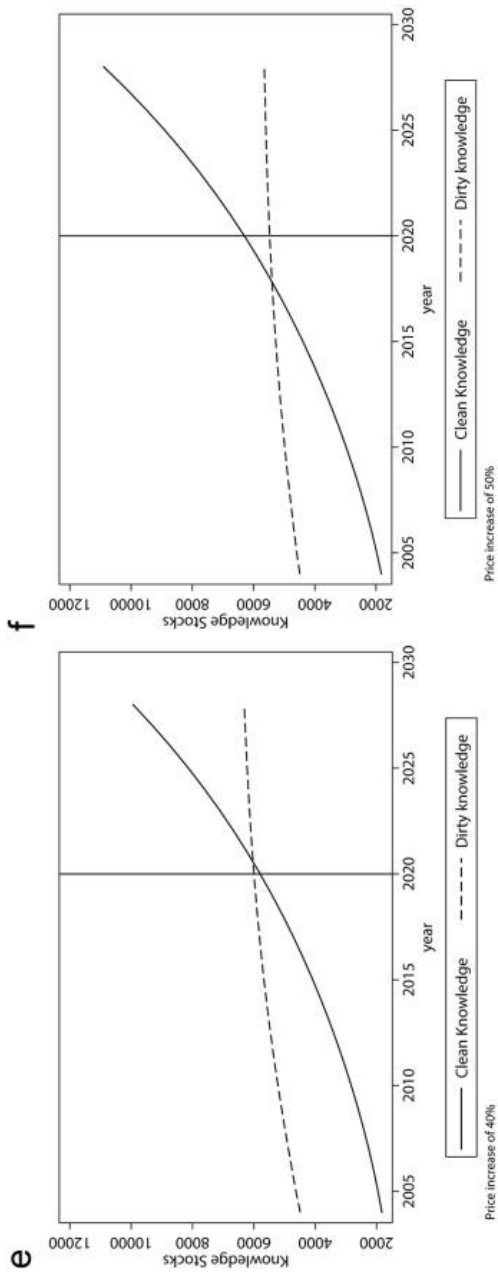 e
Knowledge Stocks
12000
10000
8000
6000
4000
2000
2005 2010 2015 2020 2025 2030
year
Clean Knowledge Dirty knowledge
Price increase of 40%
f
Knowledge Stocks
12000
10000
8000
6000
4000
2000
2005 2010 2015 2020 2025 2030
year
Clean Knowledge Dirty knowledge
Price increase of 50%